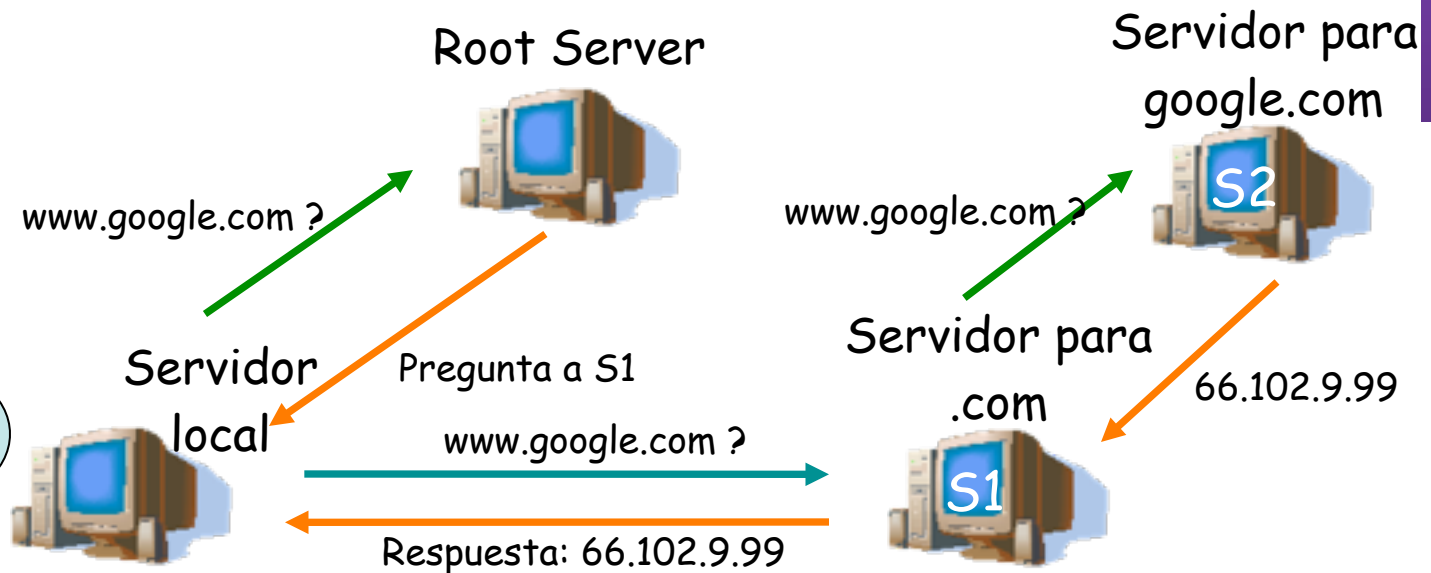 Root Server
Servidor para
google.com
S2
www.google.com ?
www.google.com ?
Servidor
local
Pregunta a S1
Servidor para
.com
66.102.9.99
www.google.com ?
S1
Respuesta: 66.102.9.99